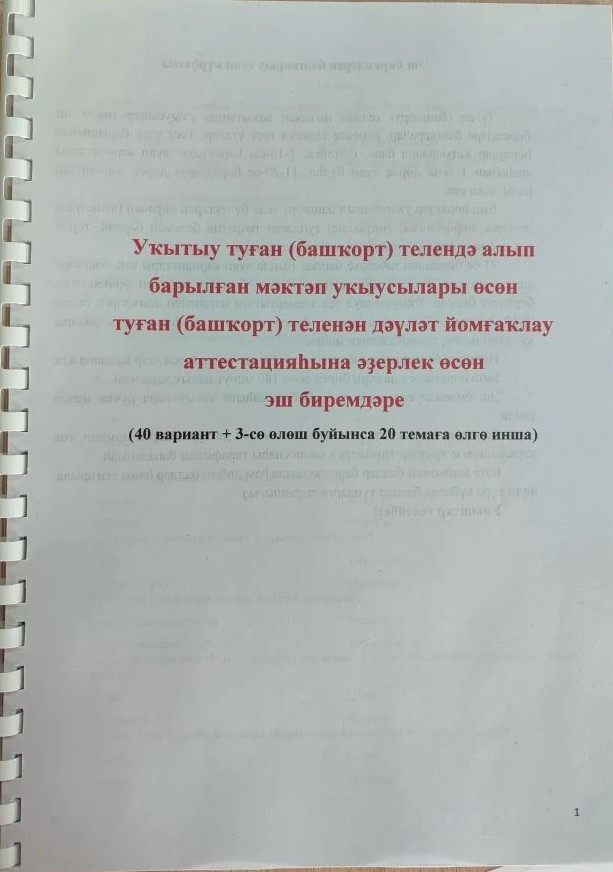 Уҡытыу туған (башҡорт) телендә алып
барылған мәктәп уҡыусылары өсөн
туған (башҡорт) теленән дәүләт йомғаҡлау
аттестацияһына әҙерлек өсөн
эш биремдәре
(40 вариант + 3-сө өлөш буйынса 20 темаға өлгө инша)
1